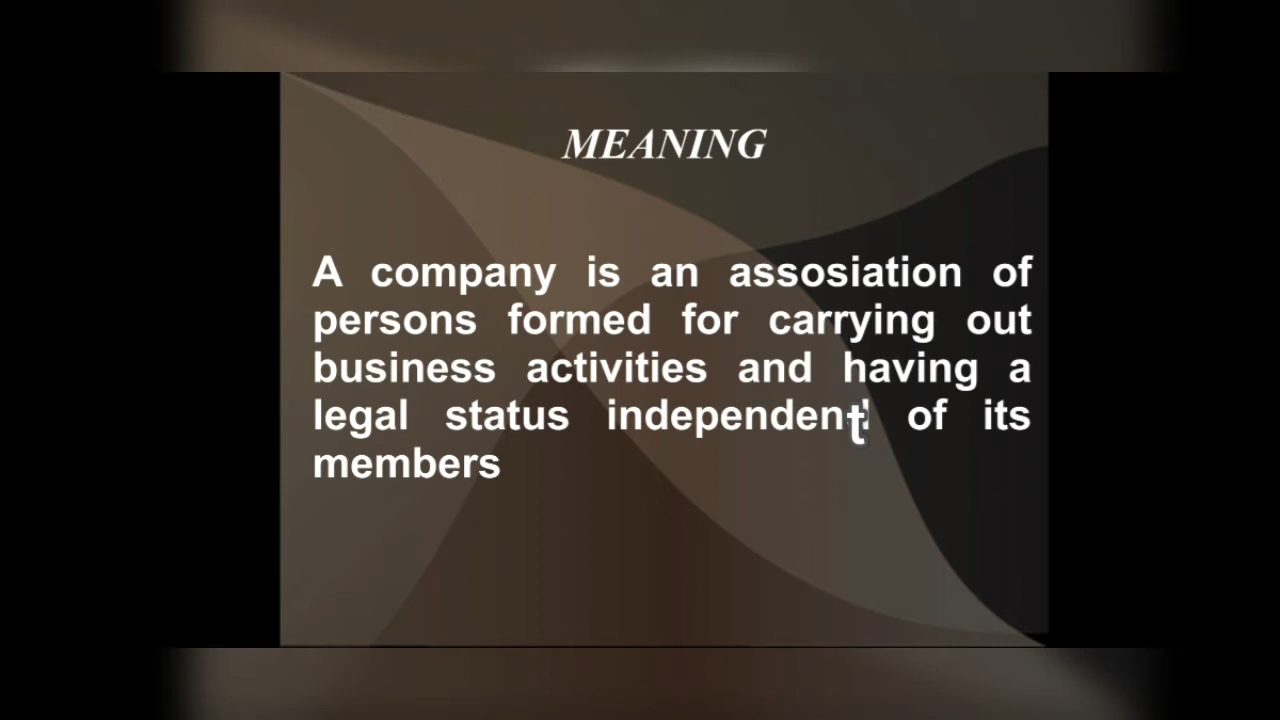 MEANING
A company is an assosiation of
persons formed for carrying out
business activities and having a
legal status independent of its
members